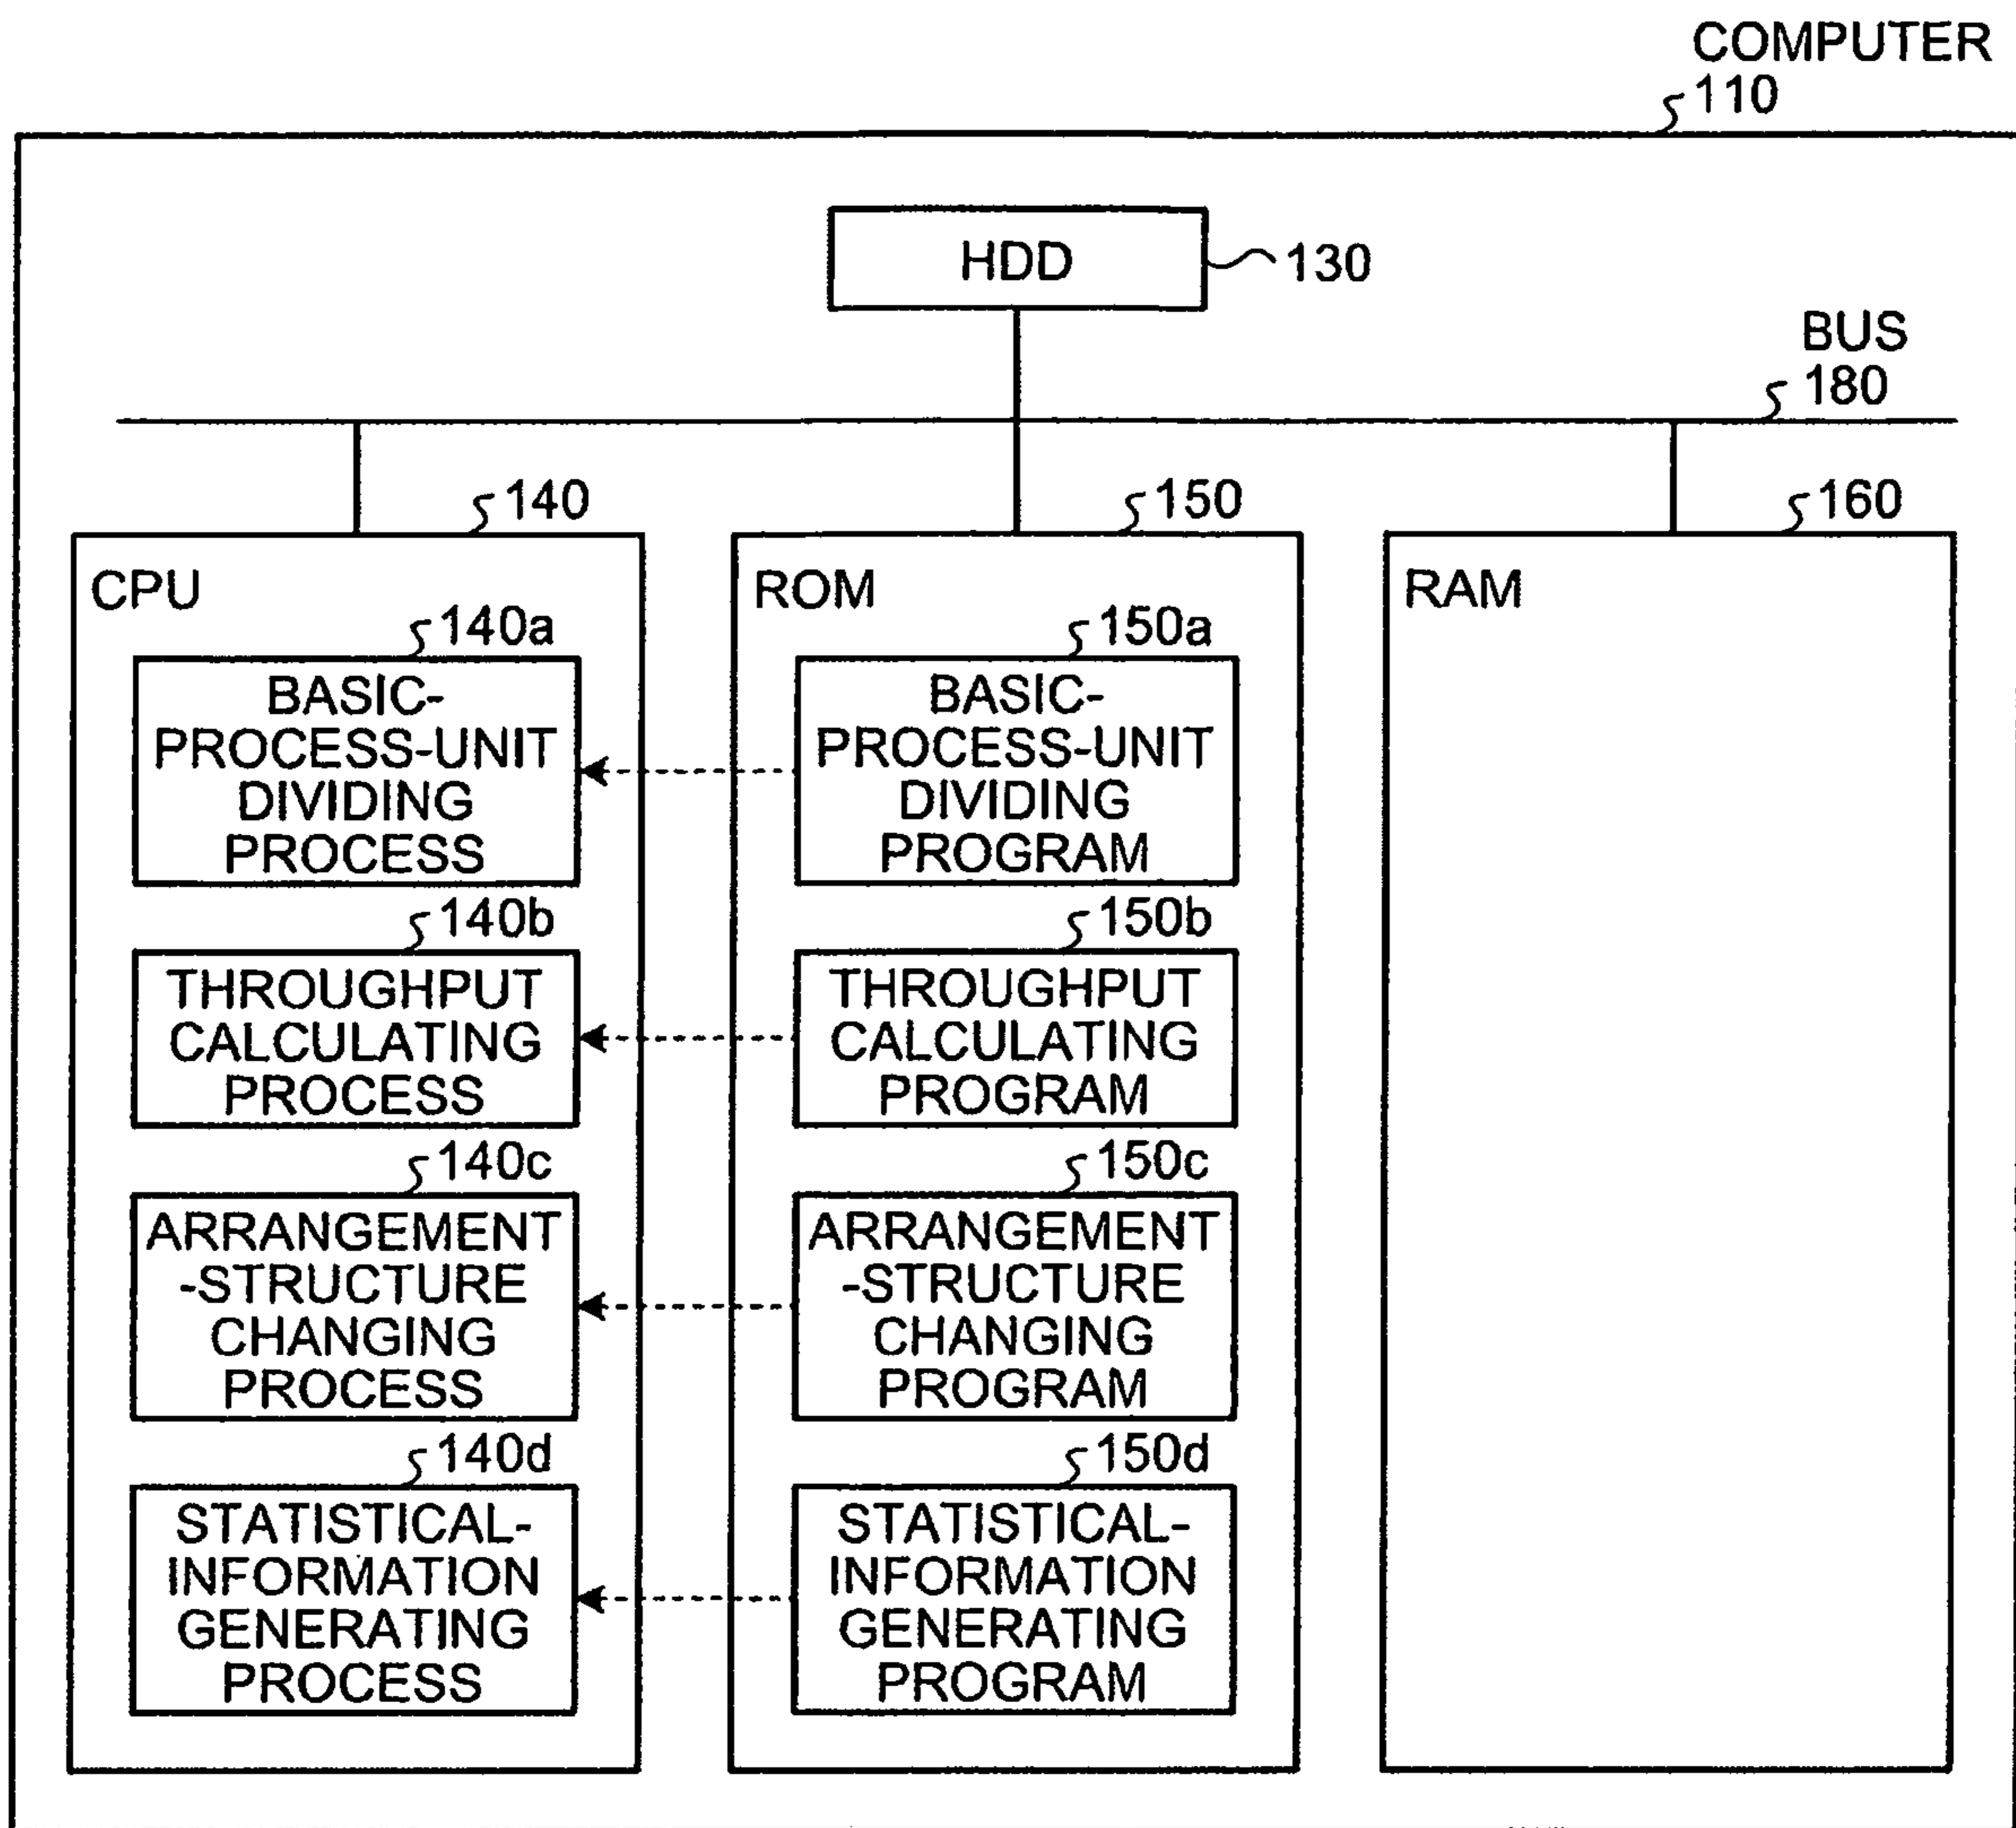 COMPUTER
110
HDD
130
BUS
180
140
150
160
CPU
ROM
RAM
140a
BASIC-
PROCESS-UNIT
DIVIDING
PROCESS
150a
BASIC-
PROCESS-UNIT
DIVIDING
PROGRAM
140b
THROUGHPUT
CALCULATING
PROCESS
150b
THROUGHPUT
CALCULATING
PROGRAM
140c
ARRANGEMENT
-STRUCTURE
CHANGING
PROCESS
150c
ARRANGEMENT
-STRUCTURE
CHANGING
PROGRAM
140d
STATISTICAL-
INFORMATION
GENERATING
PROCESS
150d
STATISTICAL-
INFORMATION
GENERATING
PROGRAM